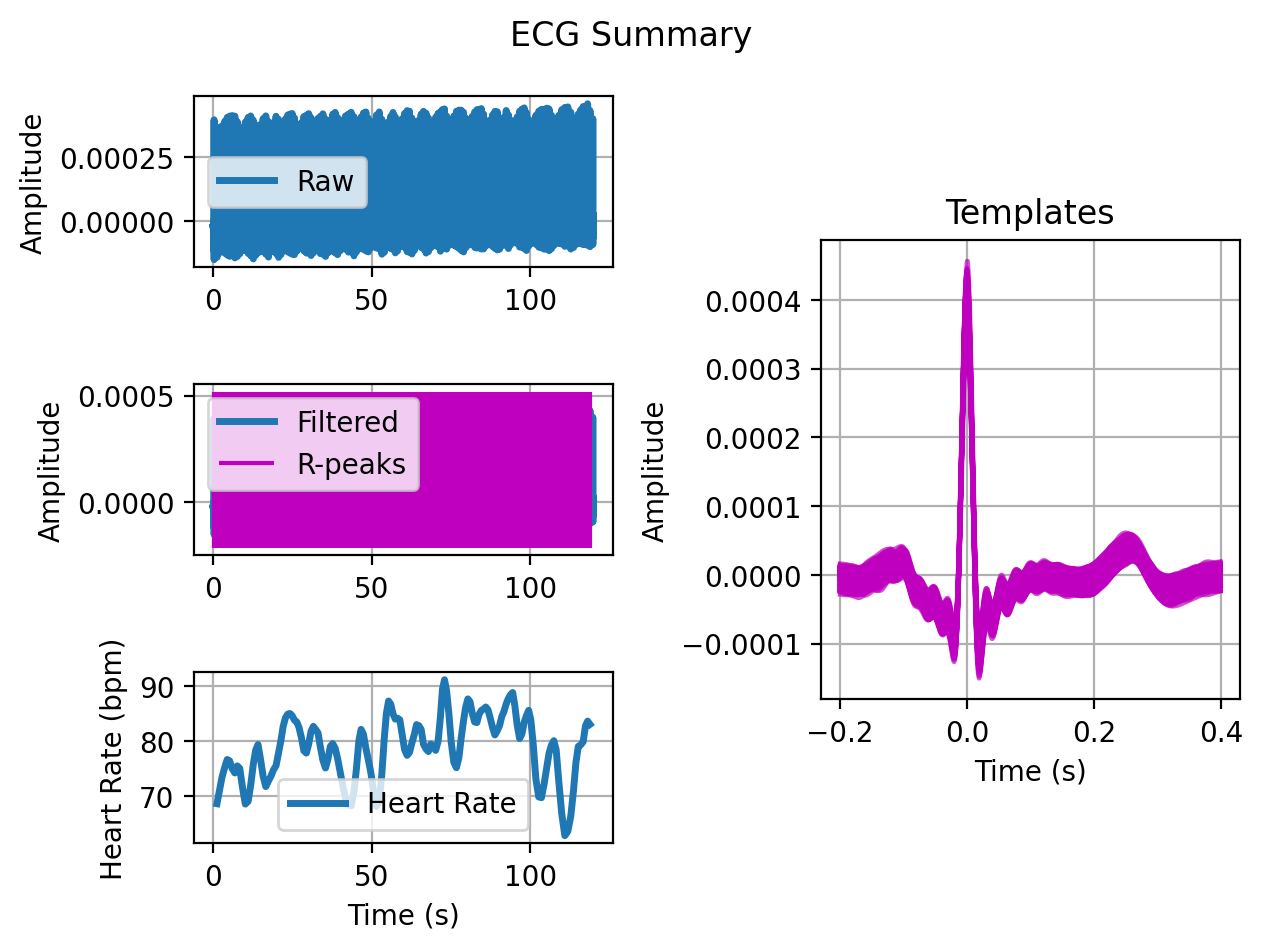 ECG Summary
Amplitude
0.00025
0.00000
Raw
0
50
100
Amplitude
0.0005
0.0000
Filtered
R-peaks
0
50
100
Heart Rate (bpm)
90
80
70
Heart Rate
0
50
100
Time (s)
Templates
Amplitude
0.0004
0.0003
0.0002
0.0001
0.0000
−0.0001
−0.2
0.0
0.2
0.4
Time (s)